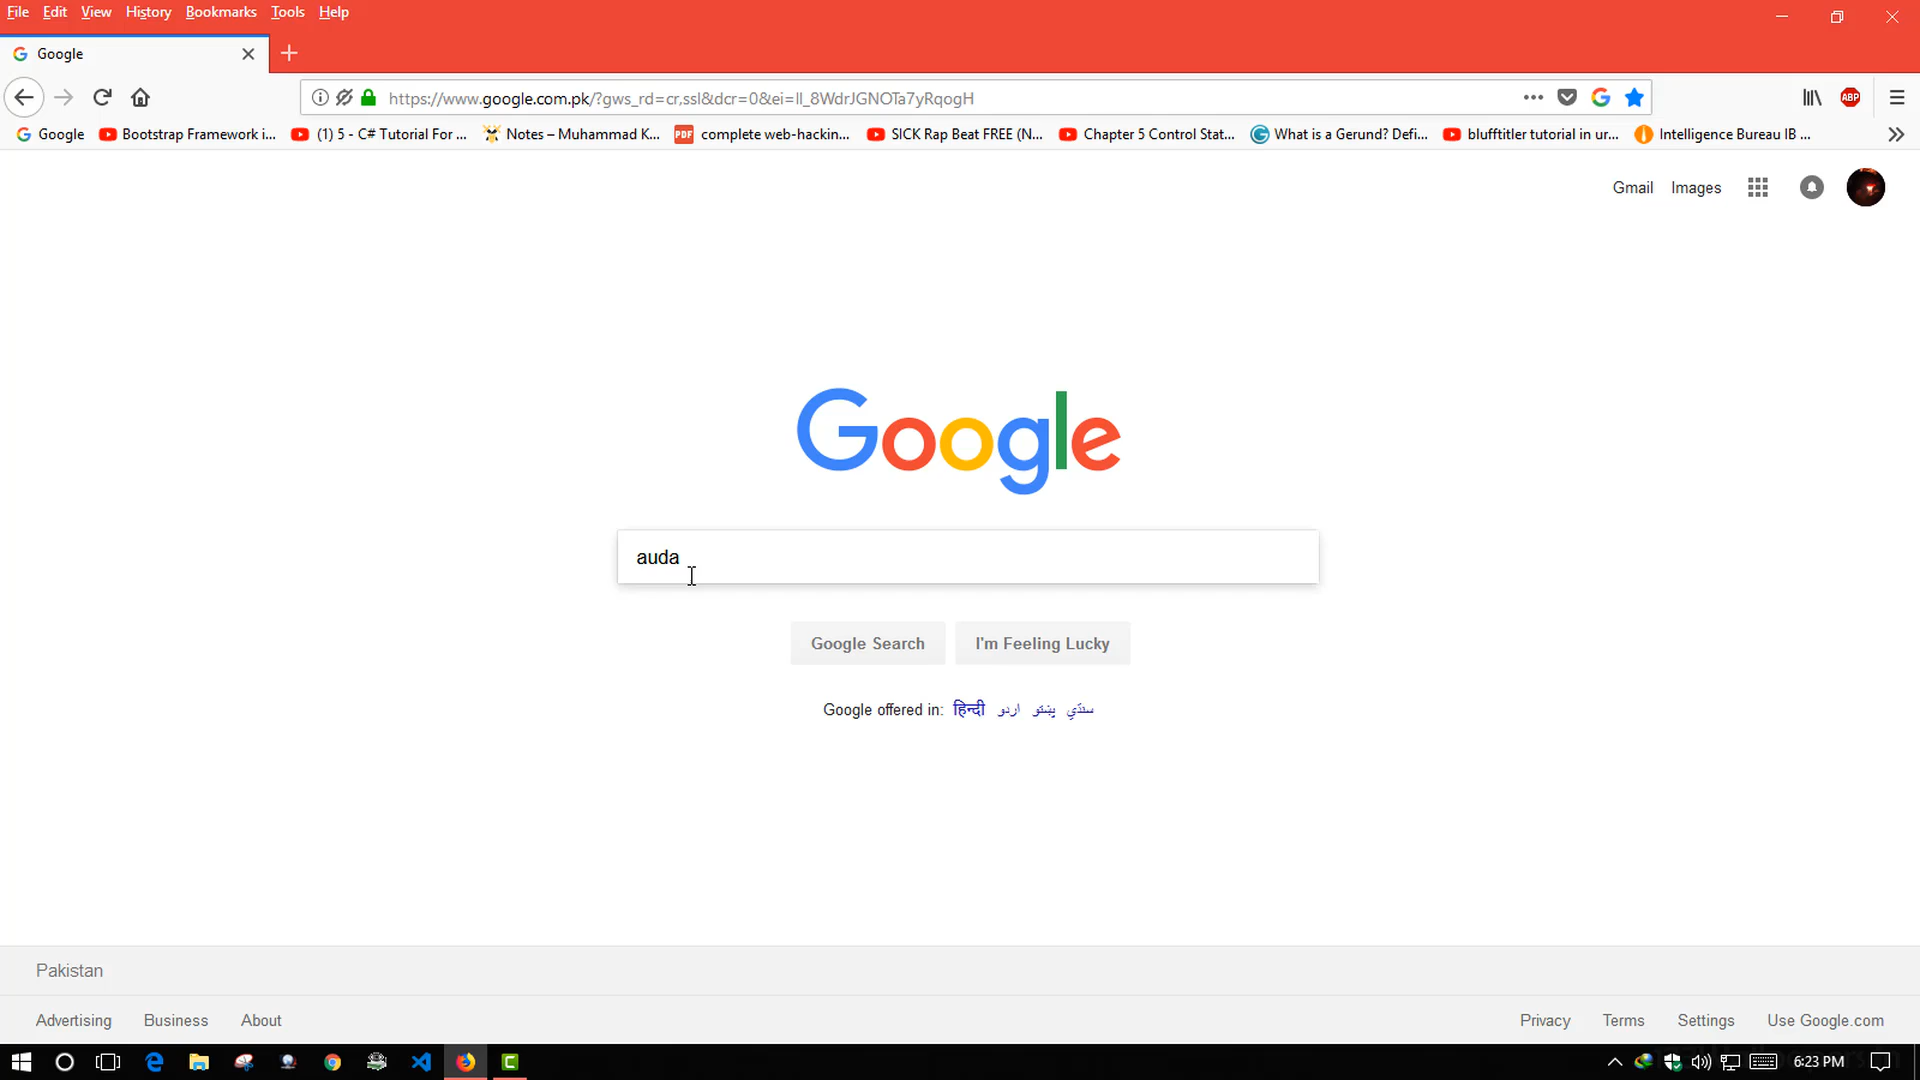 File Edit View History Bookmarks Tools Help
Google
https://www.google.com.pk/?gws_rd=cr,ssl&dcr=0&ei=II_8WdrJGNOTa7yRqogH
Google Bootstrap Framework i... (1) 5 - C# Tutorial For ... Notes – Muhammad K... PDF complete web-hackin... SICK Rap Beat FREE (N... Chapter 5 Control Stat... What is a Gerund? Defi... blufftitler tutorial in ur... Intelligence Bureau IB ...
ABP
Gmail Images
Google
auda
Google Search I'm Feeling Lucky
Google offered in: हिन्दी اردو پښتو سنڌي
Pakistan
Advertising Business About Privacy Terms Settings Use Google.com
6:23 PM